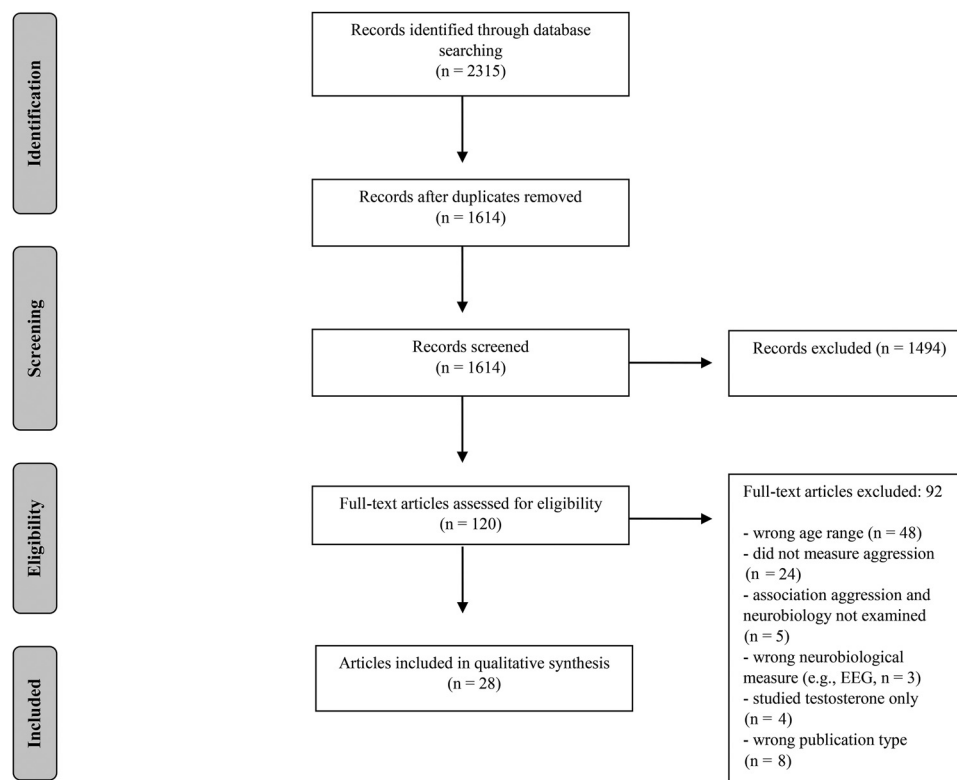 Identification
Records identified through database
searching
(n = 2315)
Records after duplicates removed
(n = 1614)
Screening
Records screened
(n = 1614)
Records excluded (n = 1494)
Eligibility
Full-text articles assessed for eligibility
(n = 120)
Full-text articles excluded: 92
- wrong age range (n = 48)
- did not measure aggression
(n = 24)
- association aggression and
neurobiology not examined
(n = 5)
- wrong neurobiological
measure (e.g., EEG, n = 3)
- studied testosterone only
(n = 4)
- wrong publication type
(n = 8)
Included
Articles included in qualitative synthesis
(n = 28)